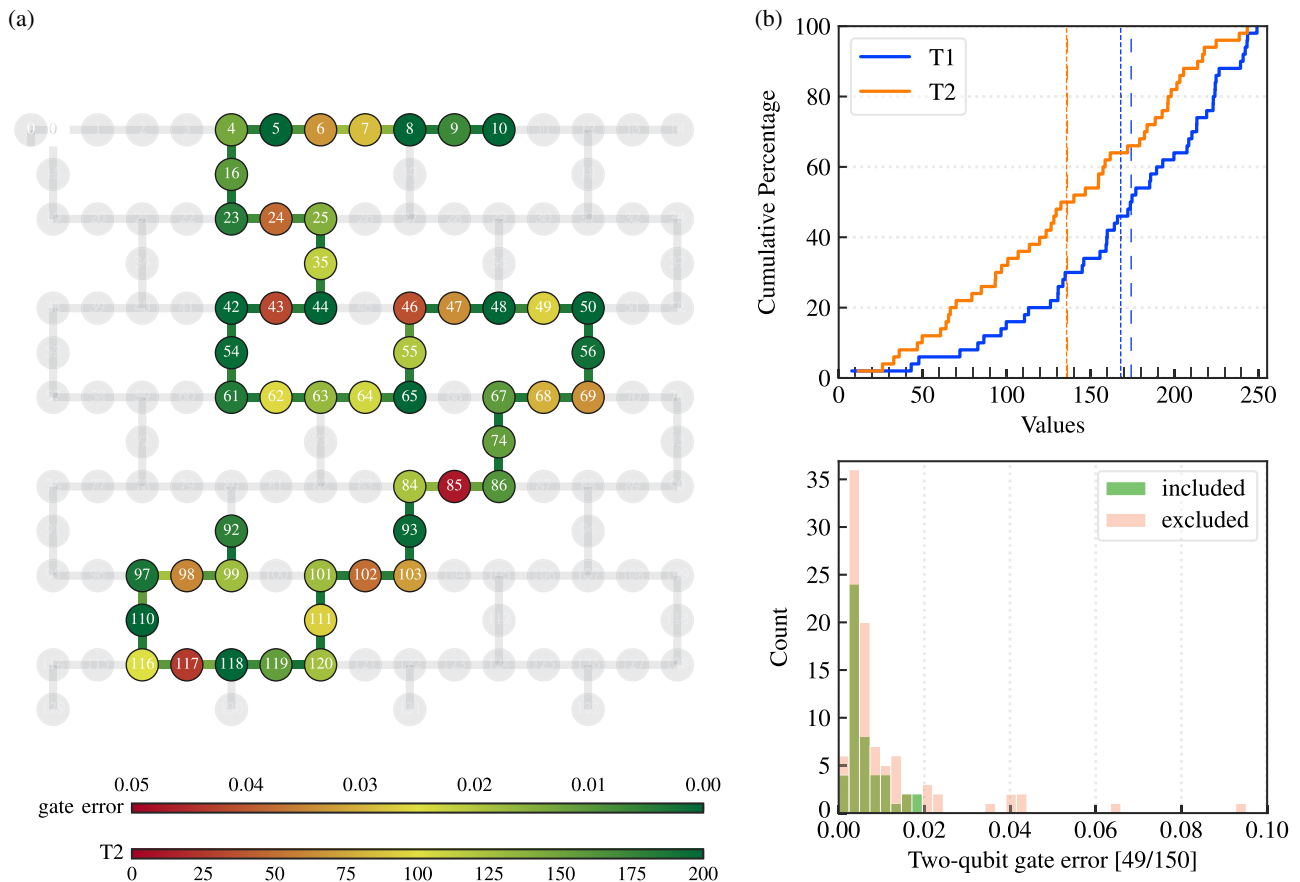 (a)
4 5 6 7 8 9 10
16
23 24 25
35
42 43 44 46 47 48 49 50
54 55 56
61 62 63 64 65 67 68 69
74
84 85 86
92 93
97 98 99 101 102 103
110 111
116 117 118 119 120
0.05 0.04 0.03 0.02 0.01 0.00
gate error
T2
0 25 50 75 100 125 150 175 200
(b)
T1
T2
100
80
60
40
20
0
Cumulative Percentage
0 50 100 150 200 250
Values
included
excluded
35
30
25
20
15
10
5
0
Count
0.00 0.02 0.04 0.06 0.08 0.10
Two-qubit gate error [49/150]